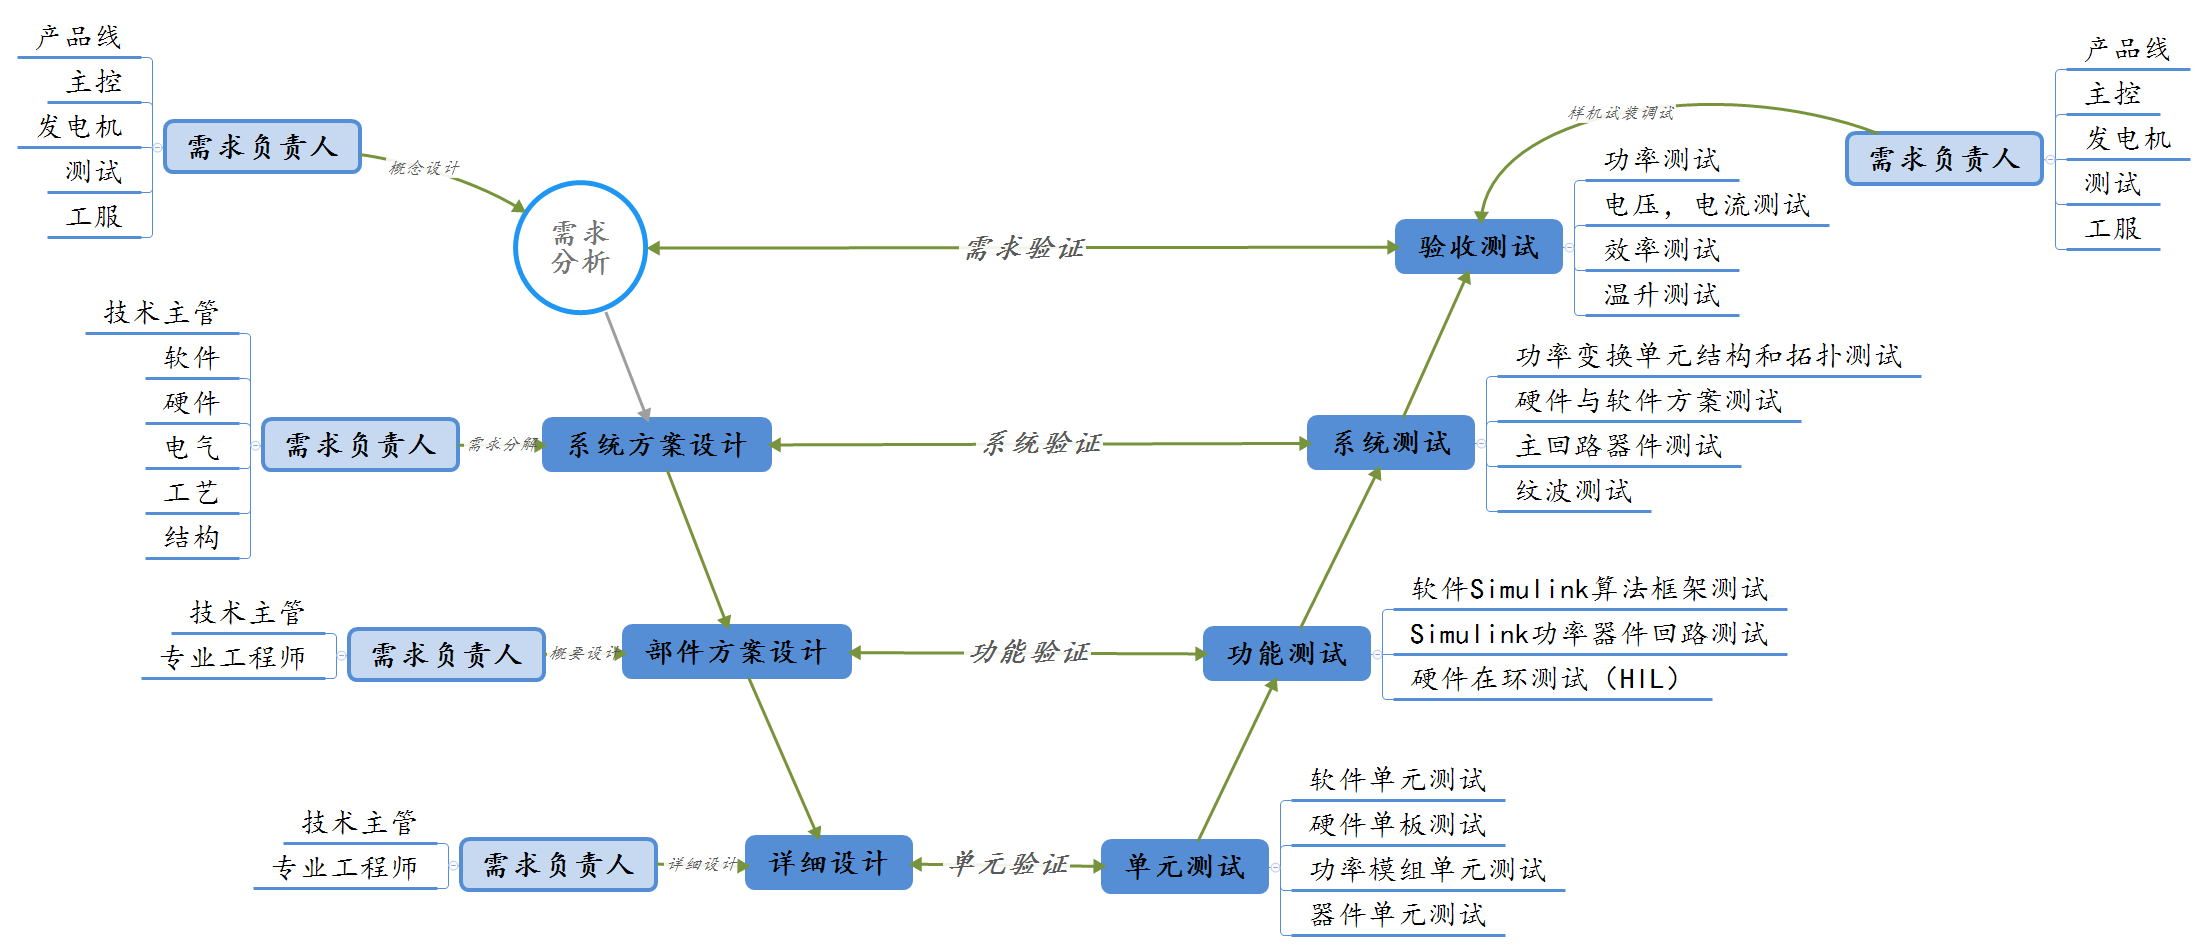 产品线
主控
发电机
测试
工服
需求负责人
概念设计
需求
分析
需求验证
验收测试
样机试装调试
功率测试
电压，电流测试
效率测试
温升测试
需求负责人
产品线
主控
发电机
测试
工服
技术主管
软件
硬件
电气
工艺
结构
需求负责人
需求分解
系统方案设计
系统验证
系统测试
功率变换单元结构和拓扑测试
硬件与软件方案测试
主回路器件测试
纹波测试
技术主管
专业工程师
需求负责人
概要设计
部件方案设计
功能验证
功能测试
软件Simulink算法框架测试
Simulink功率器件回路测试
硬件在环测试（HIL）
技术主管
专业工程师
需求负责人
详细设计
详细设计
单元验证
单元测试
软件单元测试
硬件单板测试
功率模组单元测试
器件单元测试